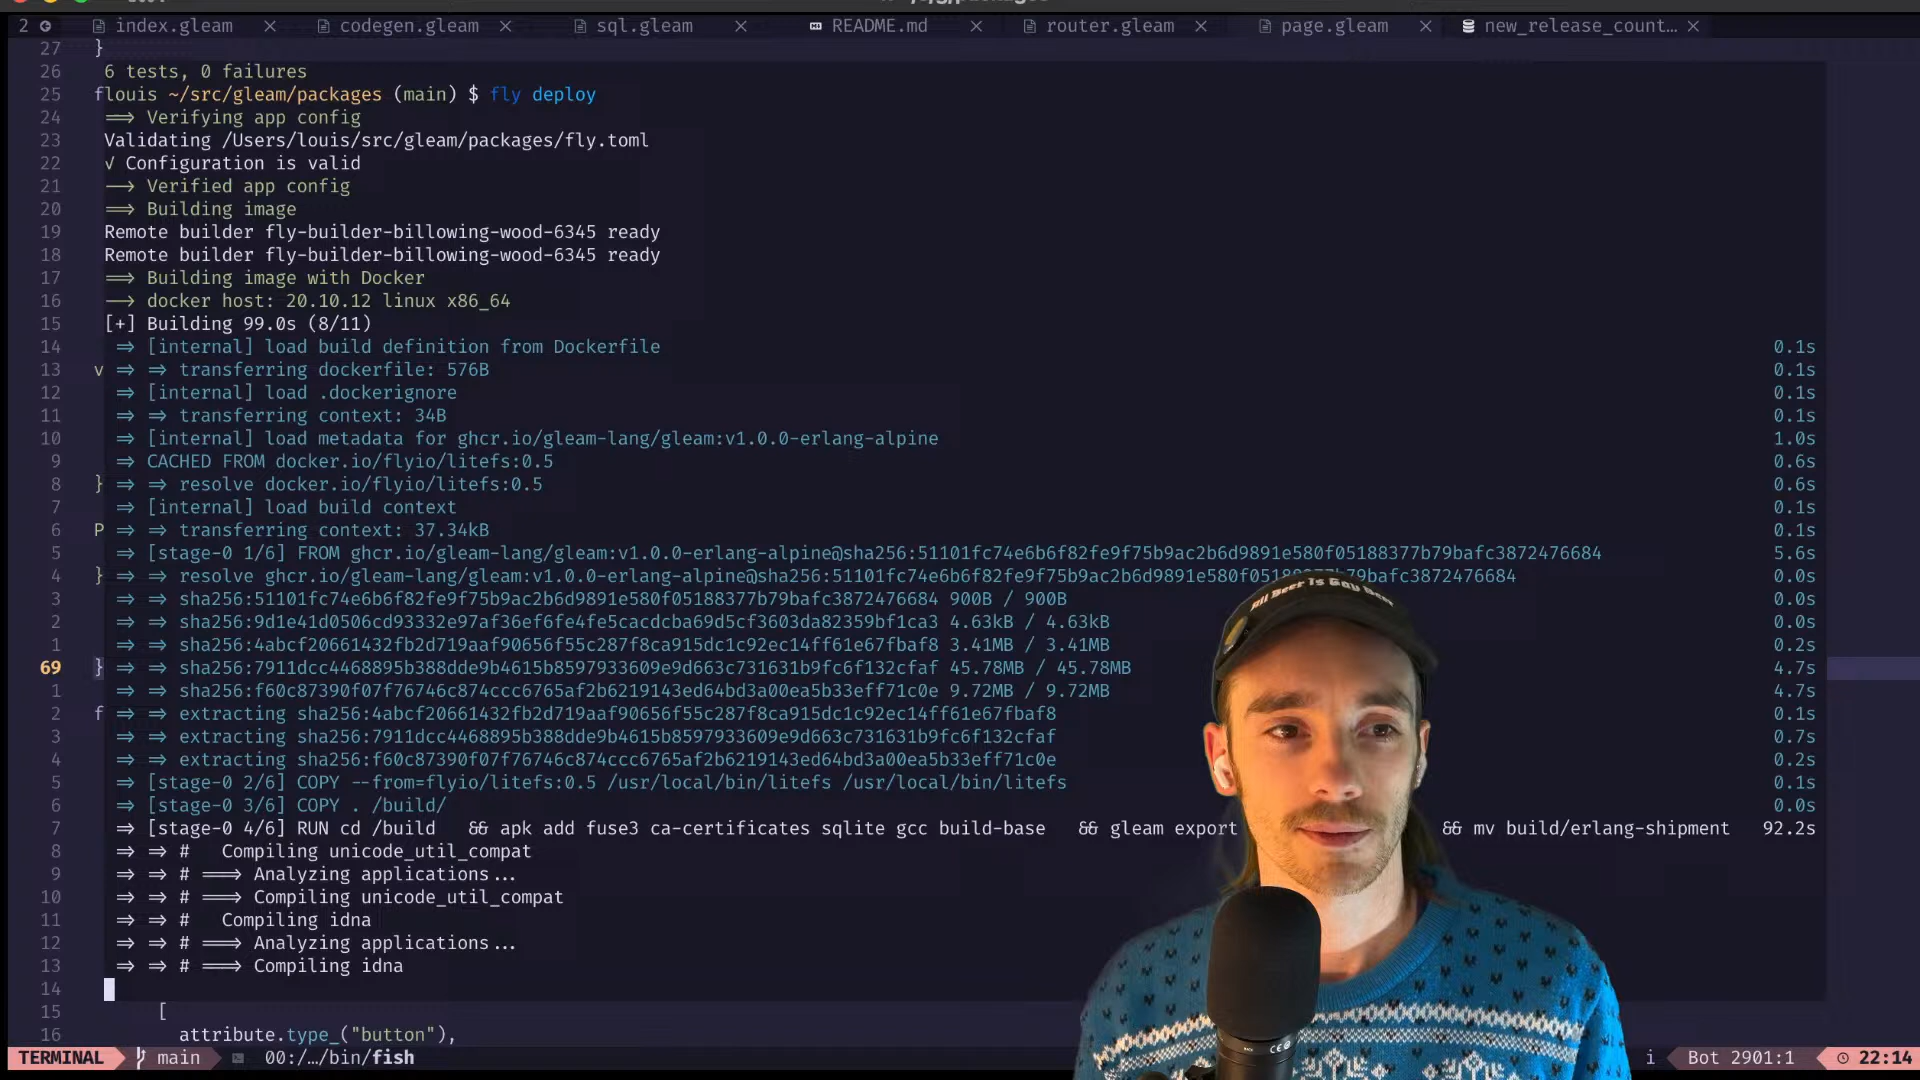 2 index.gleam codegen.gleam sql.gleam README.md router.gleam page.gleam new_release_count…
27 }
26 6 tests, 0 failures
25 flouis ~/src/gleam/packages (main) $ fly deploy
24 ==> Verifying app config
23 Validating /Users/louis/src/gleam/packages/fly.toml
22 √ Configuration is valid
21 --> Verified app config
20 ==> Building image
19 Remote builder fly-builder-billowing-wood-6345 ready
18 Remote builder fly-builder-billowing-wood-6345 ready
17 ==> Building image with Docker
16 --> docker host: 20.10.12 linux x86_64
15 [+] Building 99.0s (8/11)
14 => [internal] load build definition from Dockerfile 0.1s
13 v => => transferring dockerfile: 576B 0.1s
12 => [internal] load .dockerignore 0.1s
11 => => transferring context: 34B 0.1s
10 => [internal] load metadata for ghcr.io/gleam-lang/gleam:v1.0.0-erlang-alpine 1.0s
9 => CACHED FROM docker.io/flyio/litefs:0.5 0.6s
8 } => => resolve docker.io/flyio/litefs:0.5 0.6s
7 => [internal] load build context 0.1s
6 P => => transferring context: 37.34kB 0.1s
5 => [stage-0 1/6] FROM ghcr.io/gleam-lang/gleam:v1.0.0-erlang-alpine@sha256:51101fc74e6b6f82fe9f75b9ac2b6d9891e580f05188377b79bafc3872476684 5.6s
4 } => => resolve ghcr.io/gleam-lang/gleam:v1.0.0-erlang-alpine@sha256:51101fc74e6b6f82fe9f75b9ac2b6d9891e580f05188377b79bafc3872476684 0.0s
3 => => sha256:51101fc74e6b6f82fe9f75b9ac2b6d9891e580f05188377b79bafc3872476684 900B / 900B 0.0s
2 => => sha256:9d1e41d0506cd93332e97af36ef6fe4fe5cacdcba69d5cf3603da82359bf1ca3 4.63kB / 4.63kB 0.0s
1 => => sha256:4abcf20661432fb2d719aaf90656f55c287f8ca915dc1c92ec14ff61e67fbaf8 3.41MB / 3.41MB 0.2s
69 } => => sha256:7911dcc4468895b388dde9b4615b8597933609e9d663c731631b9fc6f132cfaf 45.78MB / 45.78MB 4.7s
1 => => sha256:f60c87390f07f76746c874ccc6765af2b6219143ed64bd3a00ea5b33eff71c0e 9.72MB / 9.72MB 4.7s
2 f => => extracting sha256:4abcf20661432fb2d719aaf90656f55c287f8ca915dc1c92ec14ff61e67fbaf8 0.1s
3 => => extracting sha256:7911dcc4468895b388dde9b4615b8597933609e9d663c731631b9fc6f132cfaf 0.7s
4 => => extracting sha256:f60c87390f07f76746c874ccc6765af2b6219143ed64bd3a00ea5b33eff71c0e 0.2s
5 => [stage-0 2/6] COPY --from=flyio/litefs:0.5 /usr/local/bin/litefs /usr/local/bin/litefs 0.1s
6 => [stage-0 3/6] COPY . /build/ 0.0s
7 => [stage-0 4/6] RUN cd /build && apk add fuse3 ca-certificates sqlite gcc build-base && gleam export && mv build/erlang-shipment 92.2s
8 => => # Compiling unicode_util_compat
9 => => # ===> Analyzing applications...
10 => => # ===> Compiling unicode_util_compat
11 => => # Compiling idna
12 => => # ===> Analyzing applications...
13 => => # ===> Compiling idna
14
15 [
16 attribute.type_("button"),
TERMINAL main 00:/…/bin/fish i Bot 2901:1 22:14
All Beer Is Gay Beer
CE